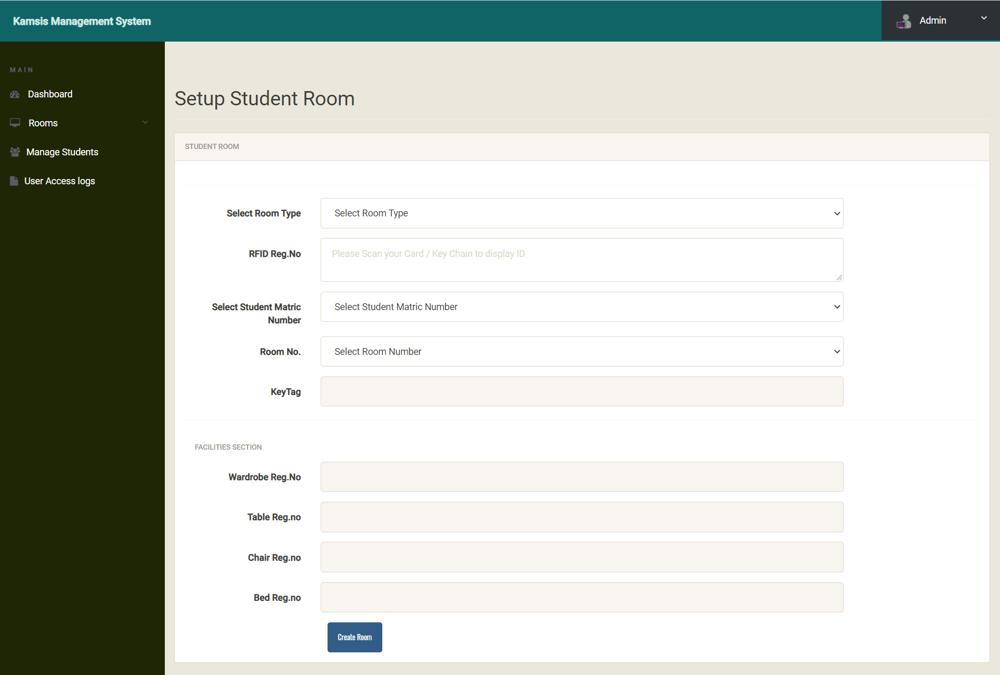 Kamsis Management System
Admin
MAIN
Dashboard
Rooms
Manage Students
User Access logs
Setup Student Room
STUDENT ROOM
Select Room Type
Select Room Type
RFID Reg.No
Please Scan your Card / Key Chain to display ID
Select Student Matric
Number
Select Student Matric Number
Room No.
Select Room Number
KeyTag
FACILITIES SECTION
Wardrobe Reg.No
Table Reg.no
Chair Reg.no
Bed Reg.no
Create Room